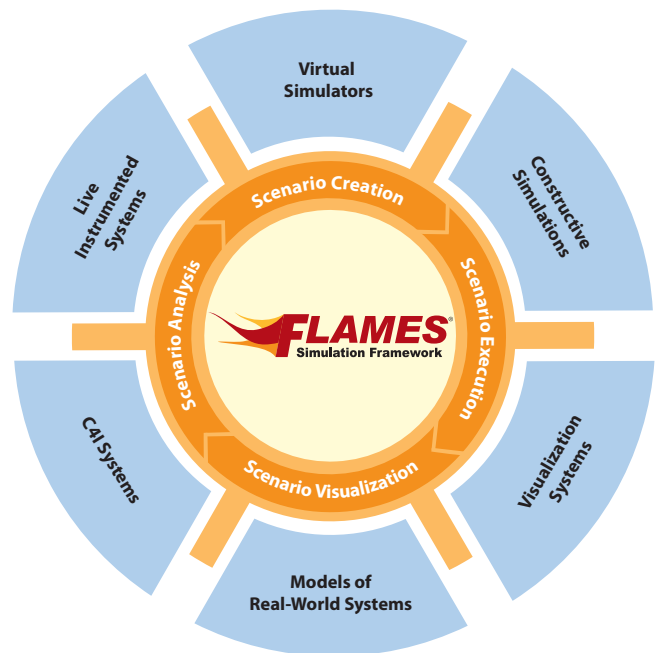 Virtual
Simulators
Constructive
Simulations
Visualization
Systems
Models of
Real-World Systems
C4I Systems
Live
Instrumented
Systems
Scenario Creation
Scenario Execution
Scenario Visualization
Scenario Analysis
FLAMES®
Simulation Framework